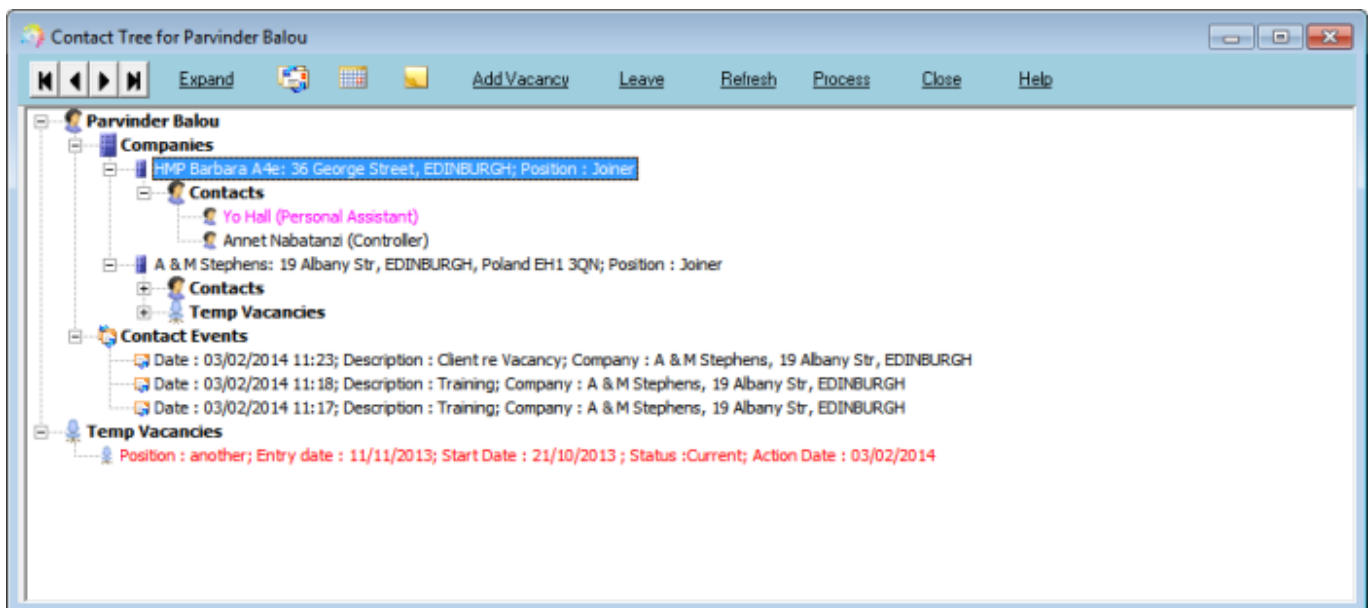 Contact Tree for Parvinder Balou
Expand Add Vacancy Leave Refresh Process Close Help
Parvinder Balou
Companies
HMP Barbara A4e: 36 George Street, EDINBURGH; Position : Joiner
Contacts
Yo Hall (Personal Assistant)
Annet Nabatanzi (Controller)
A & M Stephens: 19 Albany Str, EDINBURGH, Poland EH1 3QN; Position : Joiner
Contacts
Temp Vacancies
Contact Events
Date : 03/02/2014 11:23; Description : Client re Vacancy; Company : A & M Stephens, 19 Albany Str, EDINBURGH
Date : 03/02/2014 11:18; Description : Training; Company : A & M Stephens, 19 Albany Str, EDINBURGH
Date : 03/02/2014 11:17; Description : Training; Company : A & M Stephens, 19 Albany Str, EDINBURGH
Temp Vacancies
Position : another; Entry date : 11/11/2013; Start Date : 21/10/2013 ; Status :Current; Action Date : 03/02/2014